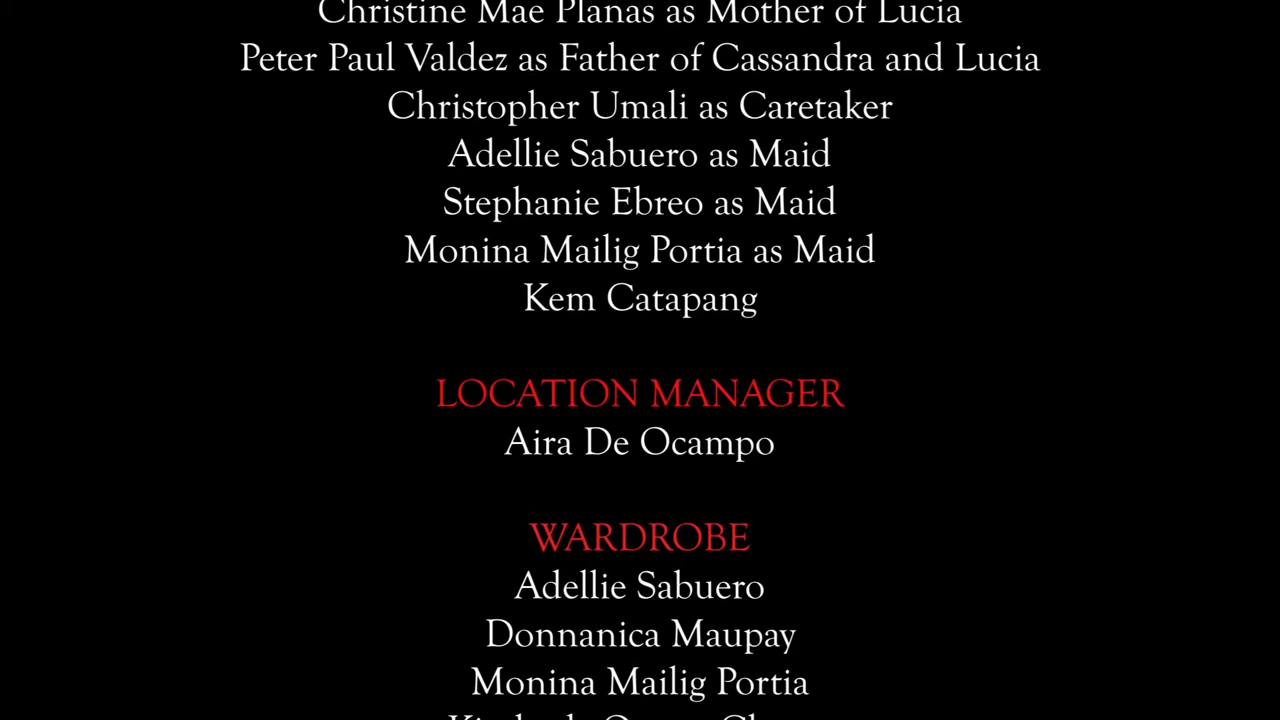 Christine Mae Planas as Mother of Lucia
Peter Paul Valdez as Father of Cassandra and Lucia
Christopher Umali as Caretaker
Adellie Sabuero as Maid
Stephanie Ebreo as Maid
Monina Mailig Portia as Maid
Kem Catapang
LOCATION MANAGER
Aira De Ocampo
WARDROBE
Adellie Sabuero
Donnanica Maupay
Monina Mailig Portia